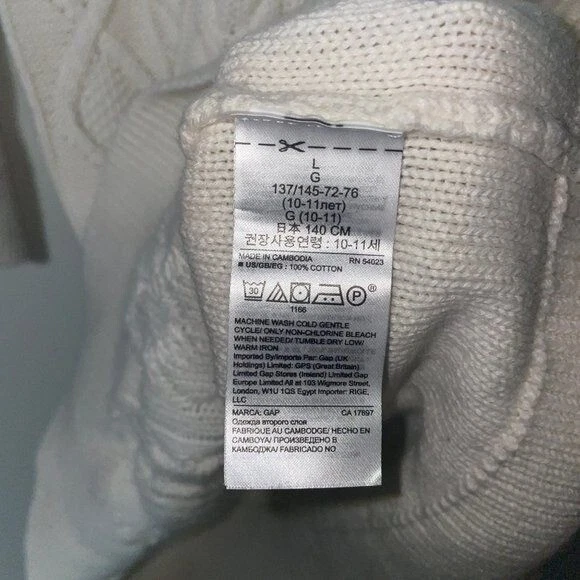 L
G
137/145-72-76
(10-11лет)
G (10-11)
日本 140 CM
권장사용연령 : 10-11세
MADE IN CAMBODIA RN 54023
■ US/GB/EG : 100% COTTON
30 P ®
1166
MACHINE WASH COLD GENTLE
CYCLE/ ONLY NON-CHLORINE BLEACH
WHEN NEEDED/ TUMBLE DRY LOW/
WARM IRON
Imported By/Importe Par: Gap (UK
Holdings) Limited: GPS (Great Britain)
Limited Gap Stores (Ireland) Limited Gap
Europe Limited All at 103 Wigmore Street,
London, W1U 1QS Egypt Importer: RIGE,
LLC
MARCA: GAP CA 17897
Одежда второго слоя
FABRIQUE AU CAMBODGE/ HECHO EN
CAMBOYA/ ПРОИЗВЕДЕНО В
КАМБОДЖА/ FABRICADO NO